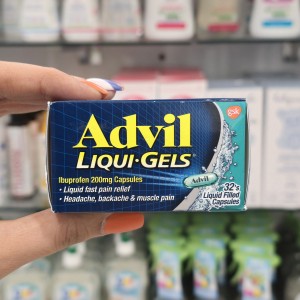 gsk
Advil
LIQUI•GELS
Ibuprofen 200mg Capsules
• Liquid fast pain relief
• Headache, backache & muscle pain
Advil
32's
Liquid Filled
Capsules